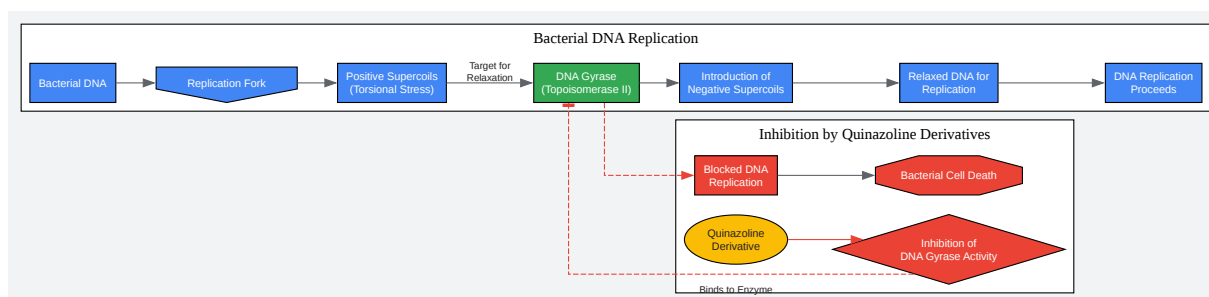 Bacterial DNA Replication
Bacterial DNA
Replication Fork
Positive Supercoils
(Torsional Stress)
Target for
Relaxation
DNA Gyrase
(Topoisomerase II)
Introduction of
Negative Supercoils
Relaxed DNA for
Replication
DNA Replication
Proceeds
Inhibition by Quinazoline Derivatives
Blocked DNA
Replication
Bacterial Cell Death
Quinazoline
Derivative
Inhibition of
DNA Gyrase Activity
Binds to Enzyme